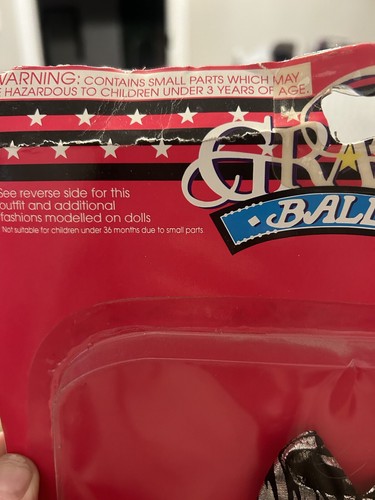 WARNING: CONTAINS SMALL PARTS WHICH MAY
E HAZARDOUS TO CHILDREN UNDER 3 YEARS OF AGE.
GRA
BALL
See reverse side for this
outfit and additional
fashions modelled on dolls
Not suitable for children under 36 months due to small parts